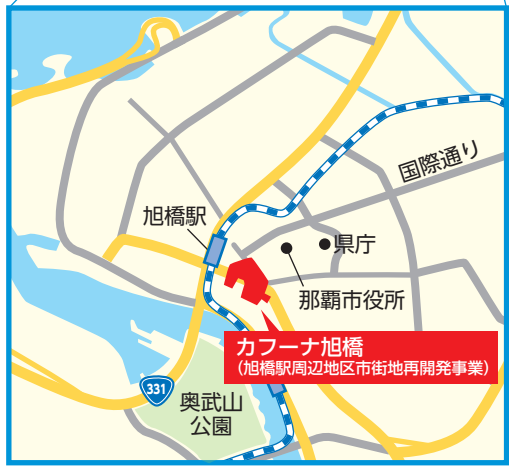 国際通り
旭橋駅
県庁
那覇市役所
カフーナ旭橋
(旭橋駅周辺地区市街地再開発事業)
331
奥武山
公園